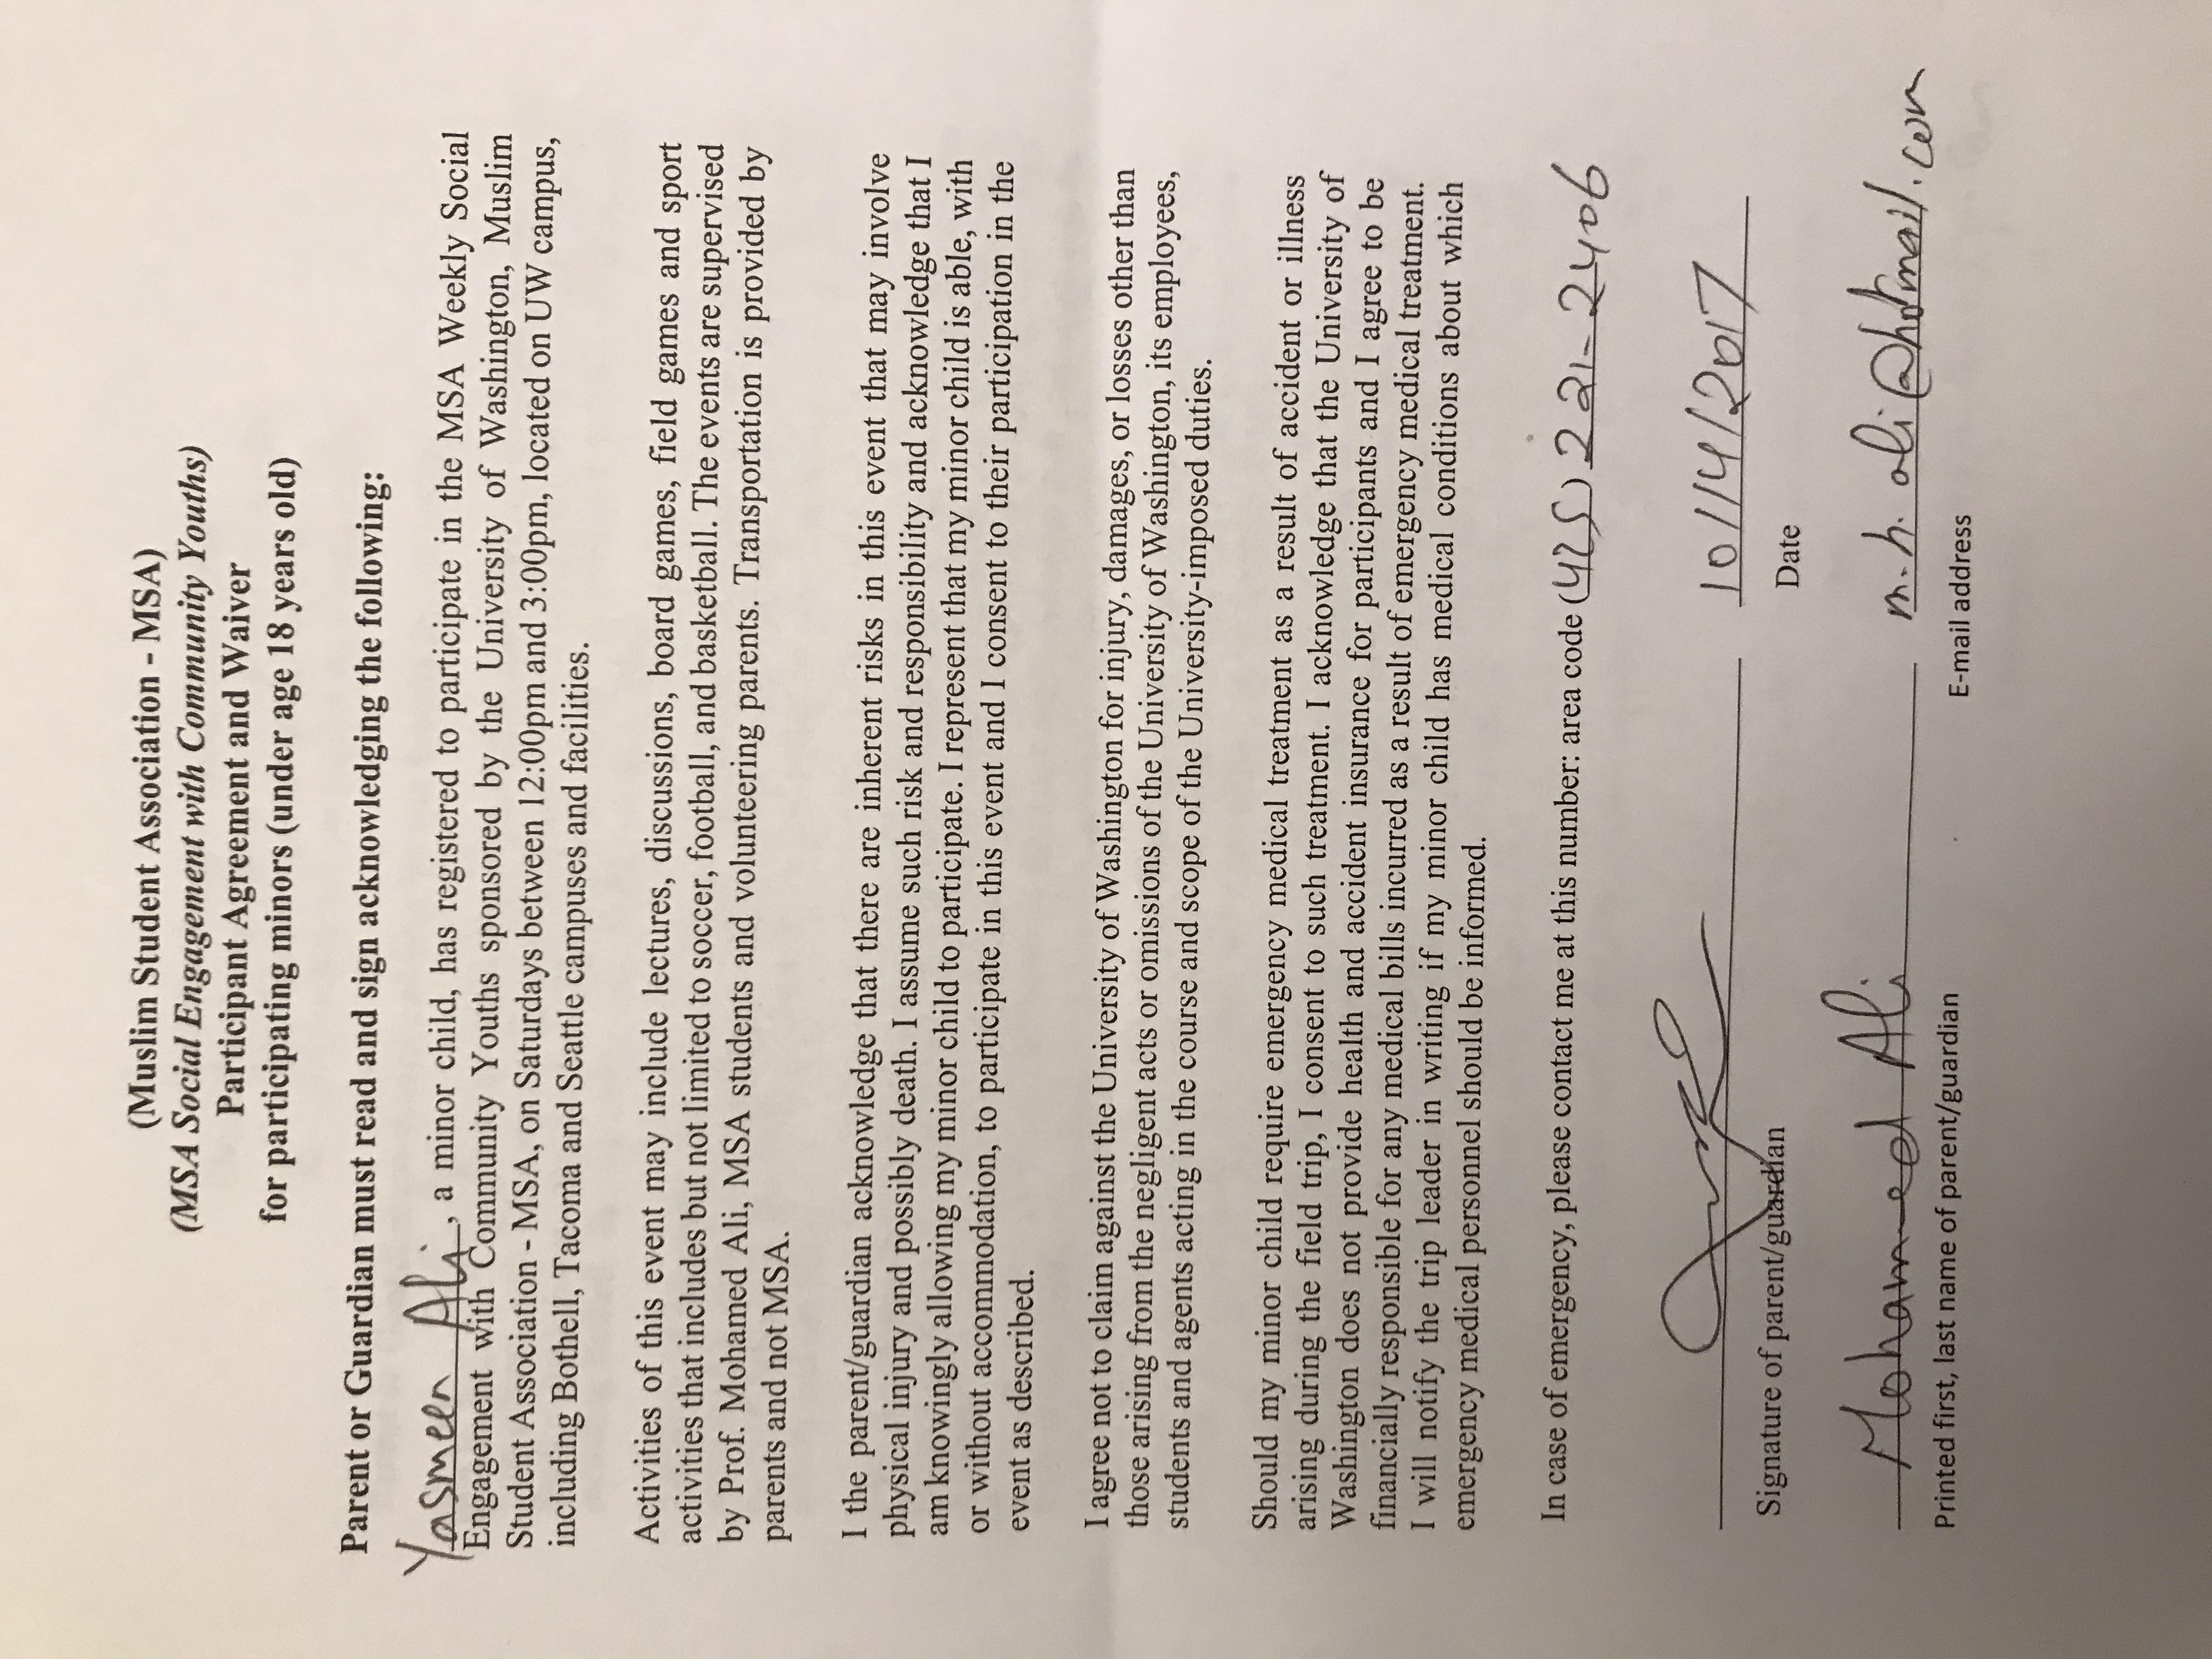 (Muslim Student Association - MSA)
(MSA Social Engagement with Community Youths)
Participant Agreement and Waiver
for participating minors (under age 18 years old)
Parent or Guardian must read and sign acknowledging the following:
Yasmeen Ali, a minor child, has registered to participate in the MSA Weekly Social
Engagement with Community Youths sponsored by the University of Washington, Muslim
Student Association - MSA, on Saturdays between 12:00pm and 3:00pm, located on UW campus,
including Bothell, Tacoma and Seattle campuses and facilities.
Activities of this event may include lectures, discussions, board games, field games and sport
activities that includes but not limited to soccer, football, and basketball. The events are supervised
by Prof. Mohamed Ali, MSA students and volunteering parents. Transportation is provided by
parents and not MSA.
I the parent/guardian acknowledge that there are inherent risks in this event that may involve
physical injury and possibly death. I assume such risk and responsibility and acknowledge that I
am knowingly allowing my minor child to participate. I represent that my minor child is able, with
or without accommodation, to participate in this event and I consent to their participation in the
event as described.
I agree not to claim against the University of Washington for injury, damages, or losses other than
those arising from the negligent acts or omissions of the University of Washington, its employees,
students and agents acting in the course and scope of the University-imposed duties.
Should my minor child require emergency medical treatment as a result of accident or illness
arising during the field trip, I consent to such treatment. I acknowledge that the University of
Washington does not provide health and accident insurance for participants and I agree to be
financially responsible for any medical bills incurred as a result of emergency medical treatment.
I will notify the trip leader in writing if my minor child has medical conditions about which
emergency medical personnel should be informed.
In case of emergency, please contact me at this number: area code (425) 221-2406
10/14/2017
Signature of parent/guardian
Date
Mohamed Ali m.h.ali@hotmail.com
Printed first, last name of parent/guardian
E-mail address